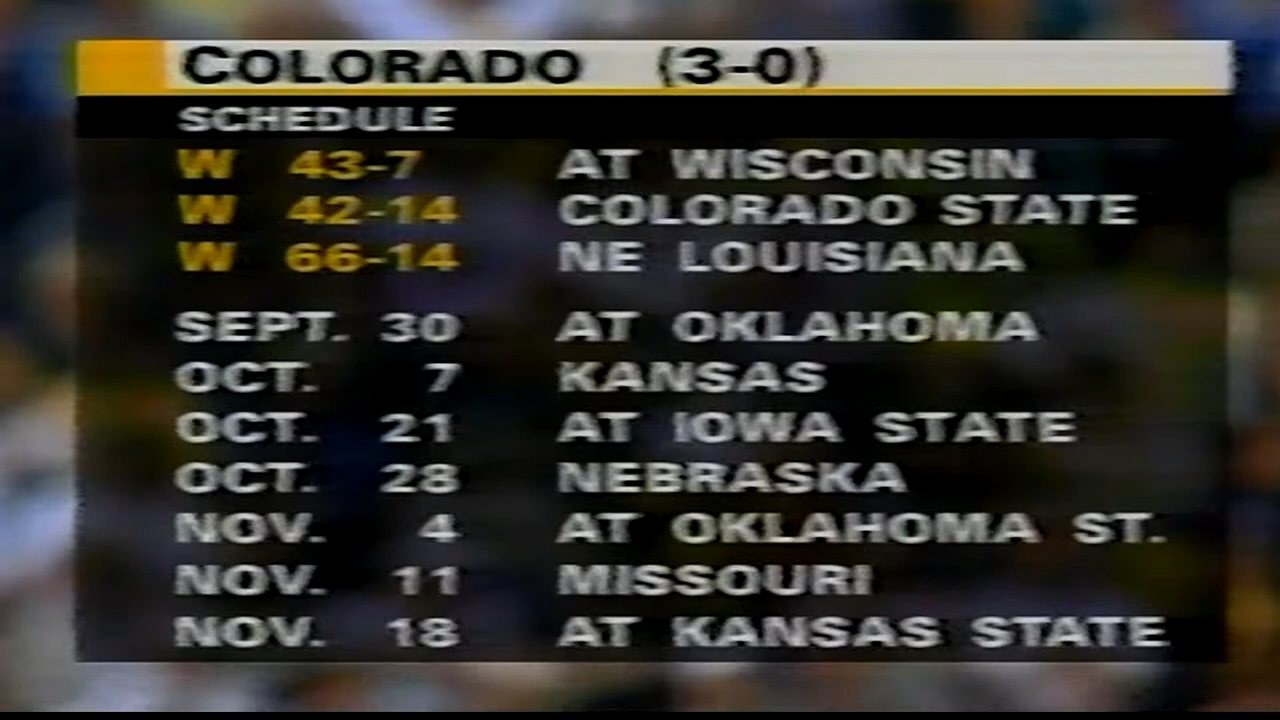 COLORADO (3-0)
SCHEDULE
W 43-7 AT WISCONSIN
W 42-14 COLORADO STATE
W 66-14 NE LOUISIANA
SEPT. 30 AT OKLAHOMA
OCT. 7 KANSAS
OCT. 21 AT IOWA STATE
OCT. 28 NEBRASKA
NOV. 4 AT OKLAHOMA ST.
NOV. 11 MISSOURI
NOV. 18 AT KANSAS STATE